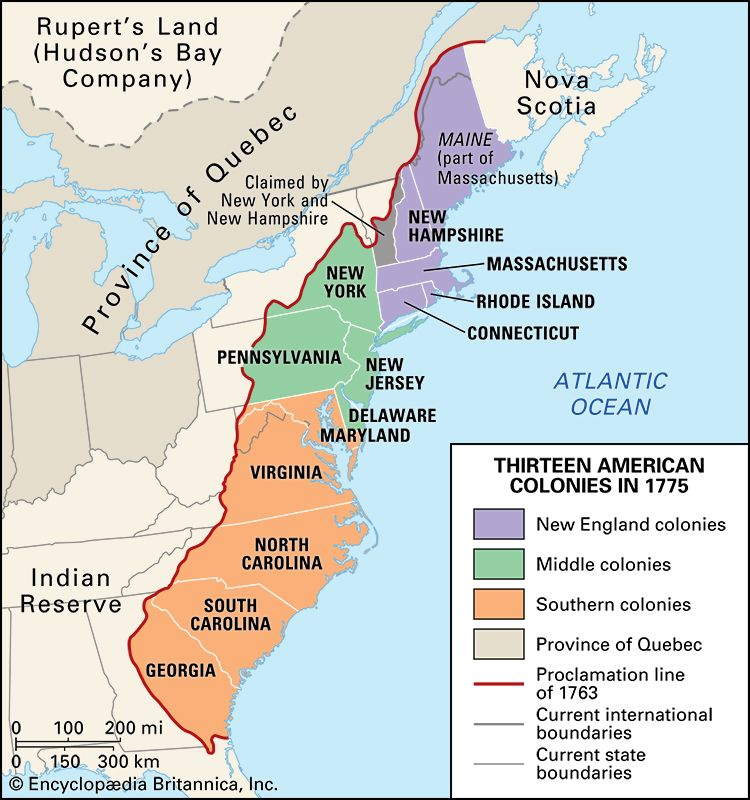 Rupert's Land
(Hudson's Bay
Company)
Nova
Scotia
Province of Quebec
MAINE
(part of
Massachusetts)
Claimed by
New York and
New Hampshire
NEW
HAMPSHIRE
MASSACHUSETTS
NEW
YORK
RHODE ISLAND
CONNECTICUT
PENNSYLVANIA
NEW
JERSEY
ATLANTIC
OCEAN
DELAWARE
MARYLAND
VIRGINIA
NORTH
CAROLINA
Indian
Reserve
SOUTH
CAROLINA
GEORGIA
THIRTEEN AMERICAN
COLONIES IN 1775
New England colonies
Middle colonies
Southern colonies
Province of Quebec
Proclamation line
of 1763
Current international
boundaries
Current state
boundaries
0 100 200 mi
0 150 300 km
© Encyclopædia Britannica, Inc.